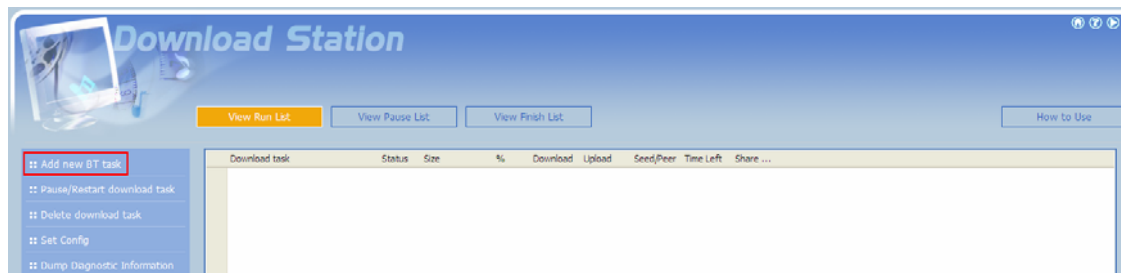 Download Station
View Run List
View Pause List
View Finish List
How to Use
:: Add new BT task
:: Pause/Restart download task
:: Delete download task
:: Set Config
:: Dump Diagnostic Information
Download task Status Size % Download Upload Seed/Peer Time Left Share ...